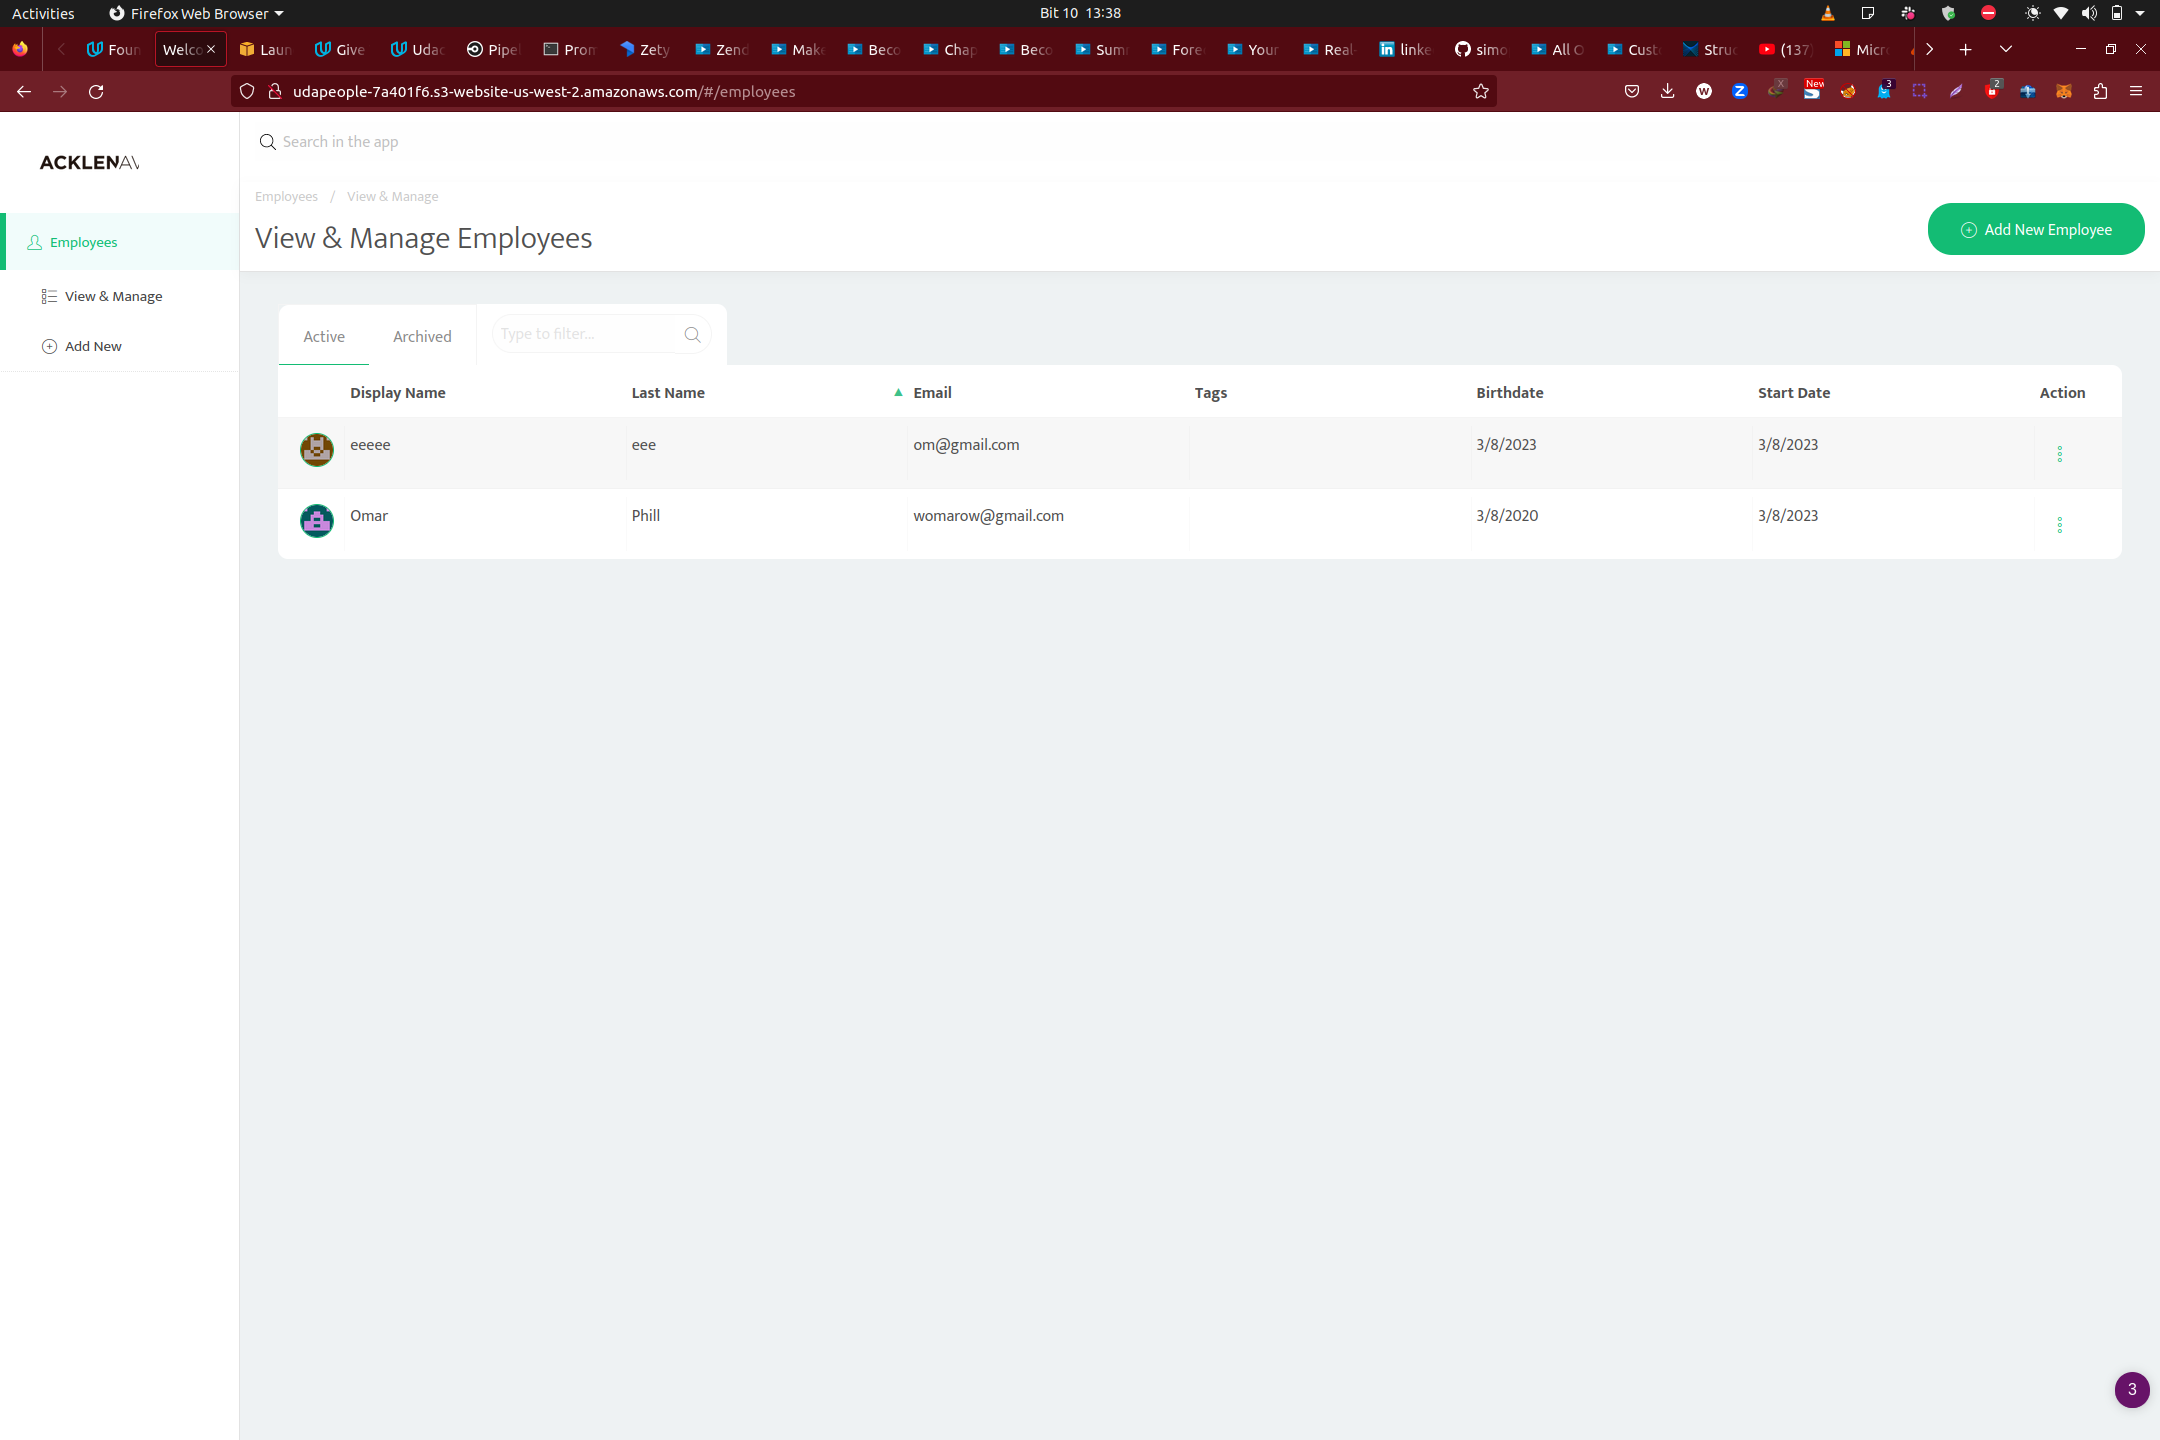 Activities Firefox Web Browser Bit 10 13:38
Foun Welco Laun Give Udac Pipel Prom Zety Zend Make Beco Chap Beco Sum Fore Your Real- linke simo All O Cust Struc (137) Micro
udapeople-7a401f6.s3-website-us-west-2.amazonaws.com/#/employees X New 3 2
Search in the app
ACKLENAV
Employees / View & Manage
View & Manage Employees
Add New Employee
Employees
View & Manage
Add New
Active Archived Type to filter...
Display Name Last Name Email Tags Birthdate Start Date Action
eeeee eee om@gmail.com 3/8/2023 3/8/2023
Omar Phill womarow@gmail.com 3/8/2020 3/8/2023
3